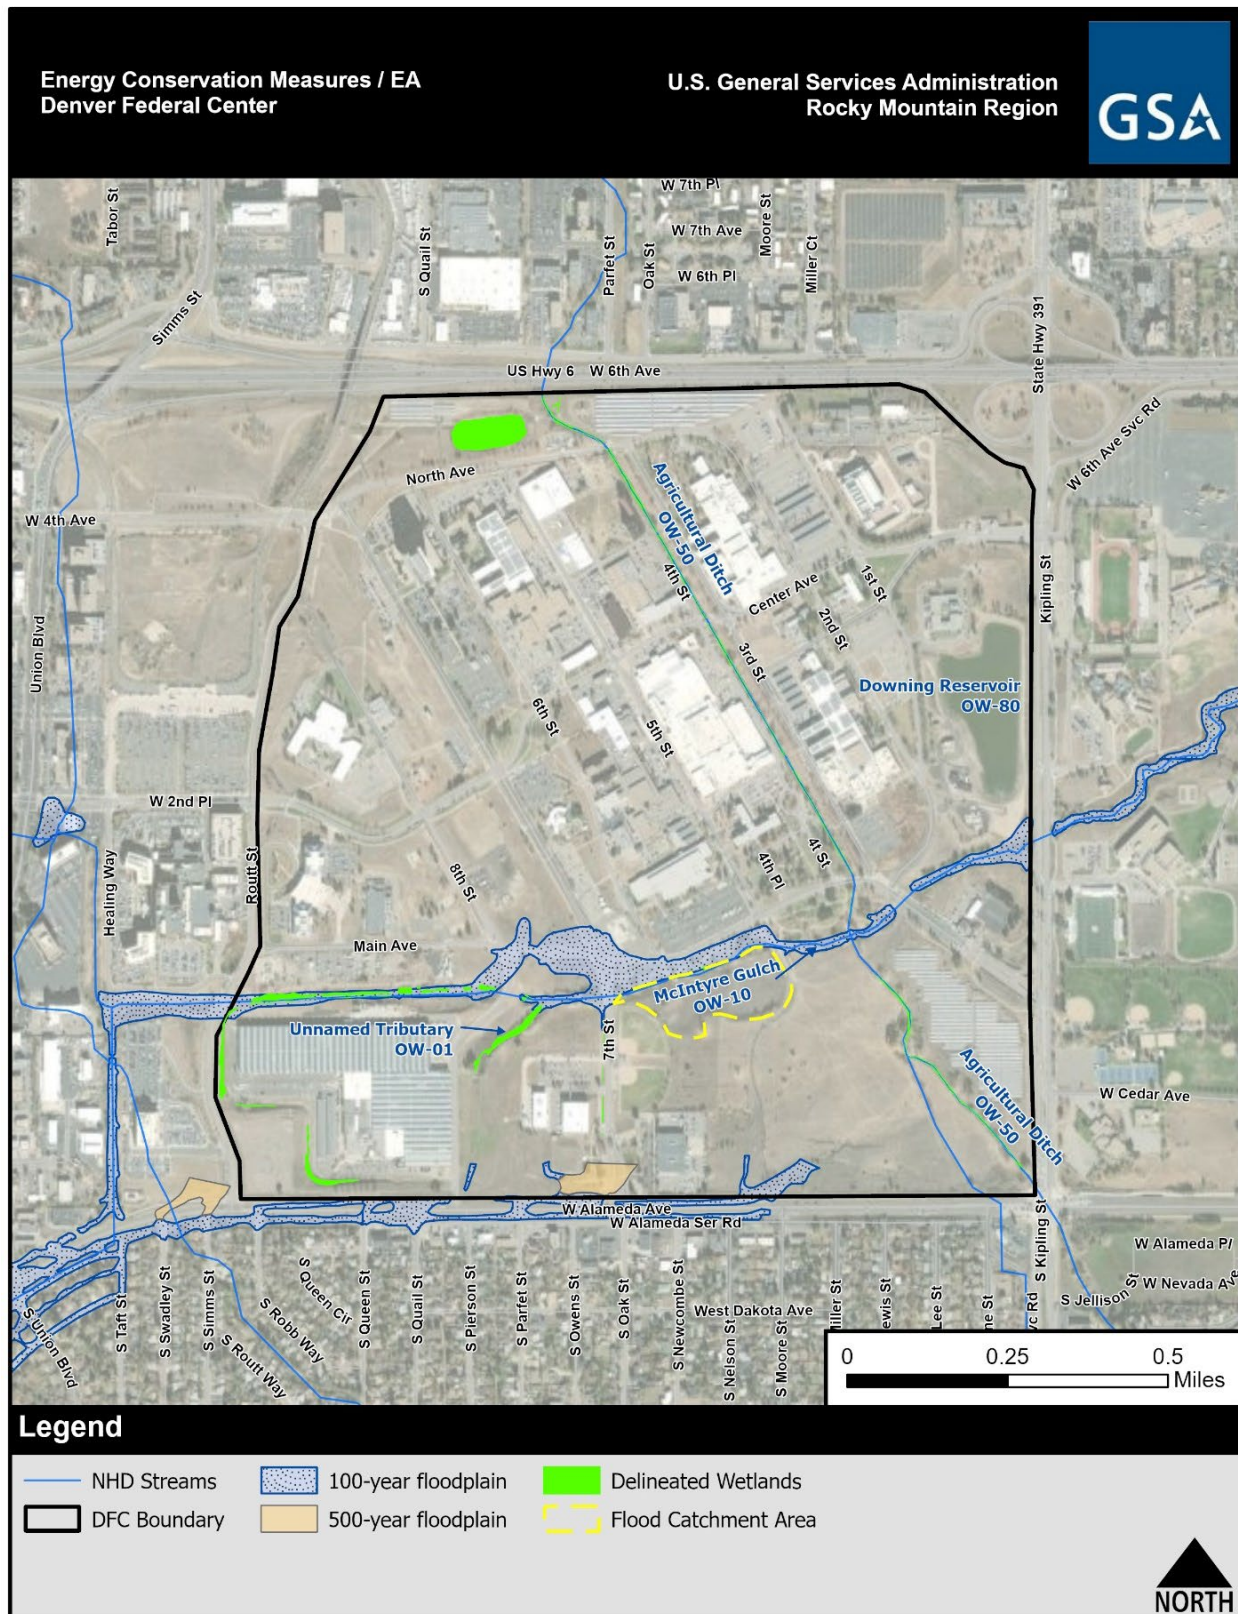 Energy Conservation Measures / EA
Denver Federal Center
U.S. General Services Administration
Rocky Mountain Region
GSA
W 7th Pl
Tabor St
S Quail St
Parfet St
Oak St
W 7th Ave
Moore St
Miller Ct
W 6th Pl
Simms St
State Hwy 391
US Hwy 6
W 6th Ave
W 6th Ave Svc Rd
North Ave
W 4th Ave
Agricultural Ditch
OW-50
4th St
Center Ave
1st St
2nd St
3rd St
Kipling St
Union Blvd
Downing Reservoir
OW-80
6th St
5th St
W 2nd Pl
Routt St
Healing Way
8th St
4th Pl
4t St
Main Ave
McIntyre Gulch
OW-10
Unnamed Tributary
OW-01
7th St
Agricultural Ditch
OW-50
W Cedar Ave
W Alameda Ave
W Alameda Ser Rd
S Kipling St
W Alameda Pl
W Nevada Ave
S Jellison St
S Union Blvd
S Taft St
S Swadley St
S Simms St
S Routt Way
S Robb Way
S Queen Cir
S Queen St
S Quail St
S Pierson St
S Parfet St
S Owens St
S Oak St
S Newcombe St
West Dakota Ave
S Nelson St
S Moore St
iller St
ewis St
Lee St
me St
vc Rd
0 0.25 0.5
Miles
Legend
NHD Streams
100-year floodplain
Delineated Wetlands
DFC Boundary
500-year floodplain
Flood Catchment Area
NORTH